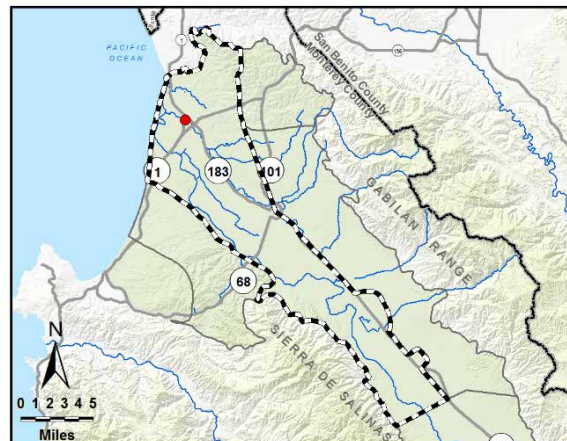 PACIFIC
OCEAN
1
156
San Benito County
Monterey County
1
183
101
GABILAN RANGE
68
SIERRA DE SALINAS
N
0 1 2 3 4 5
Miles